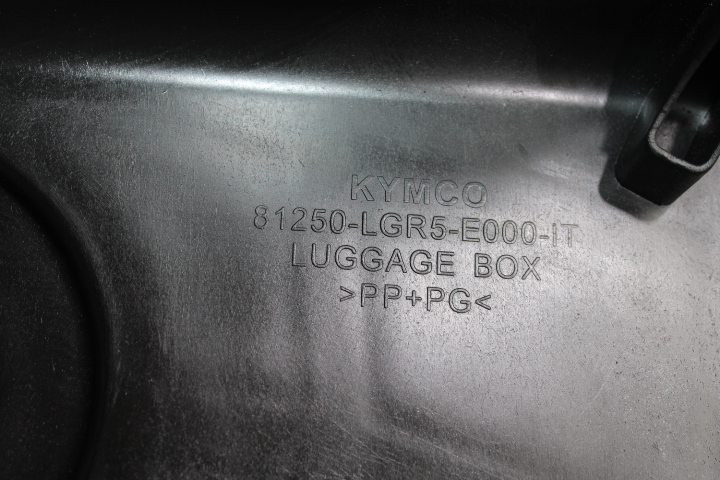 KYMCO
81250-LGR5-E000-IT
LUGGAGE BOX
>PP+PG<